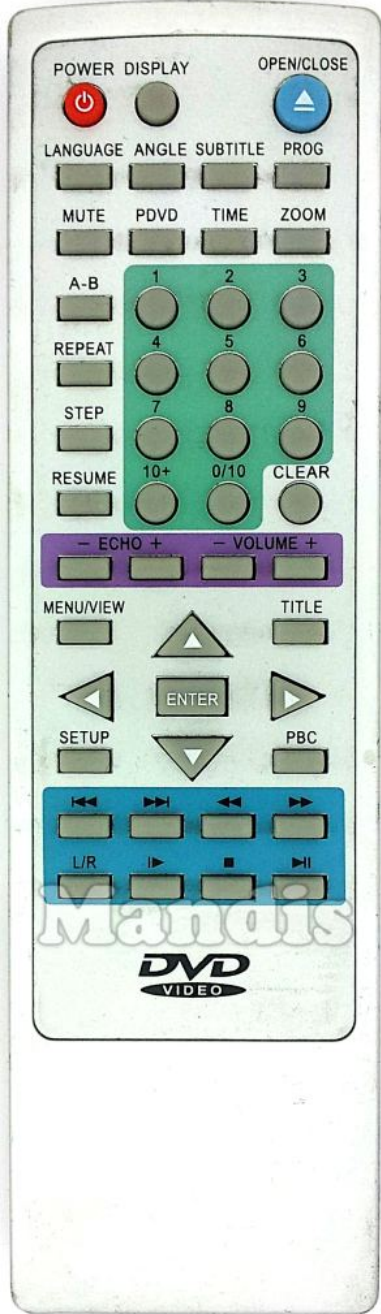 POWER DISPLAY OPEN/CLOSE
LANGUAGE ANGLE SUBTITLE PROG
MUTE PDVD TIME ZOOM
A-B 1 2 3
REPEAT 4 5 6
STEP 7 8 9
RESUME 10+ 0/10 CLEAR
- ECHO + - VOLUME +
MENU/VIEW TITLE
ENTER
SETUP PBC
L/R
Mandis
DVD
VIDEO